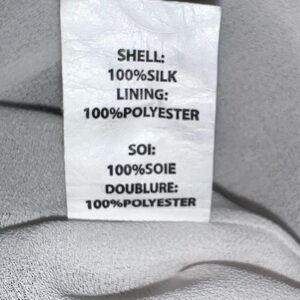 SHELL:
100%SILK
LINING:
100%POLYESTER
SOI:
100%SOIE
DOUBLURE:
100%POLYESTER